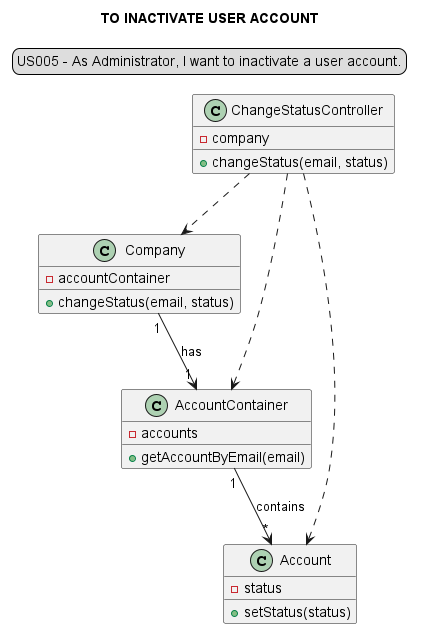 TO INACTIVATE USER ACCOUNT
US005 - As Administrator, I want to inactivate a user account.
C ChangeStatusController
company
changeStatus(email, status)
C Company
accountContainer
changeStatus(email, status)
1
has
1
C AccountContainer
accounts
getAccountByEmail(email)
1
contains
*
C Account
status
setStatus(status)